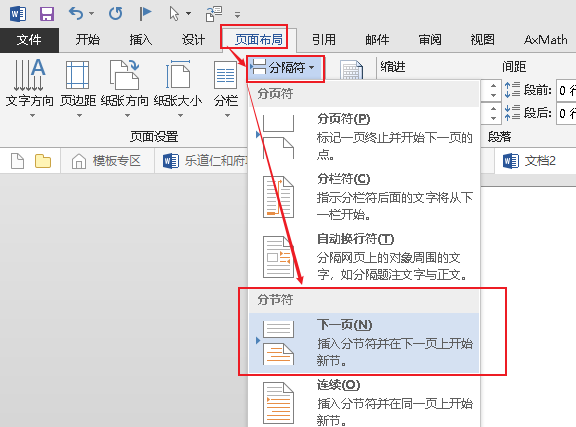 文件 开始 插入 设计 页面布局 引用 邮件 审阅 视图 AxMath
文字方向 页边距 纸张方向 纸张大小 分栏
页面设置
分隔符
缩进 间距
段前: 0 行
段后: 0 行
段落
模板专区 乐道仁和府 文档2
分页符
分页符(P)
标记一页终止并开始下一页的
点。
分栏符(C)
指示分栏符后面的文字将从下
一栏开始。
自动换行符(T)
分隔网页上的对象周围的文
字，如分隔题注文字与正文。
分节符
下一页(N)
插入分节符并在下一页上开始
新节。
连续(O)
插入分节符并在同一页上开始
新节。